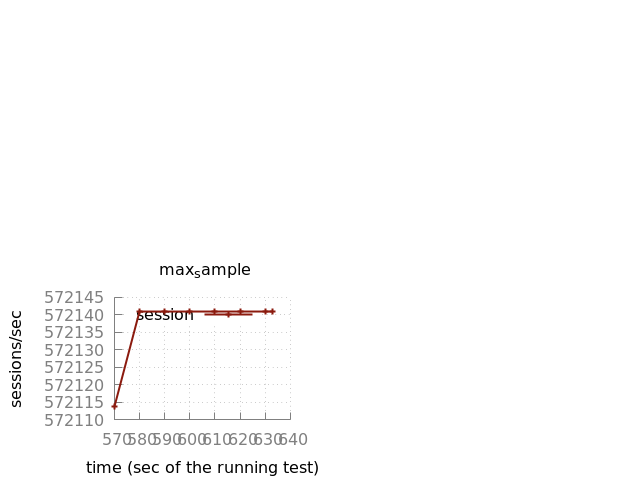 max_sample
572145
session
572140
572135
572130
572125
572120
572115
572110
sessions/sec
570 580 590 600 610 620 630 640
time (sec of the running test)